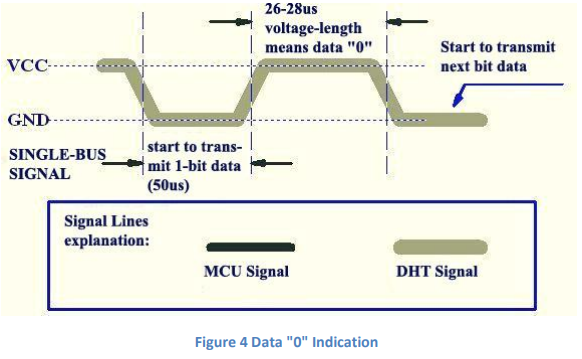 26-28us
voltage-length
means data "0"
Start to transmit
next bit data
VCC
GND
SINGLE-BUS
SIGNAL
start to trans-
mit 1-bit data
(50us)
Signal Lines
explanation:
MCU Signal
DHT Signal
Figure 4 Data "0" Indication